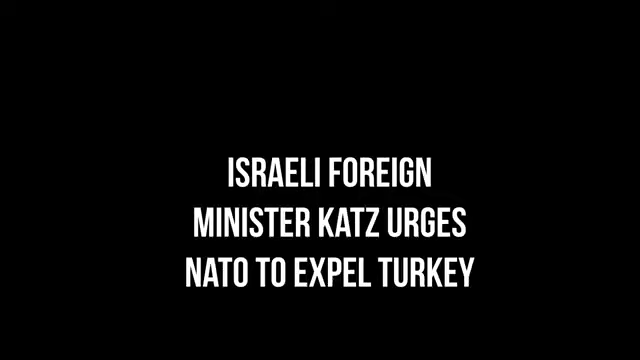 ISRAELI FOREIGN
MINISTER KATZ URGES
NATO TO EXPEL TURKEY